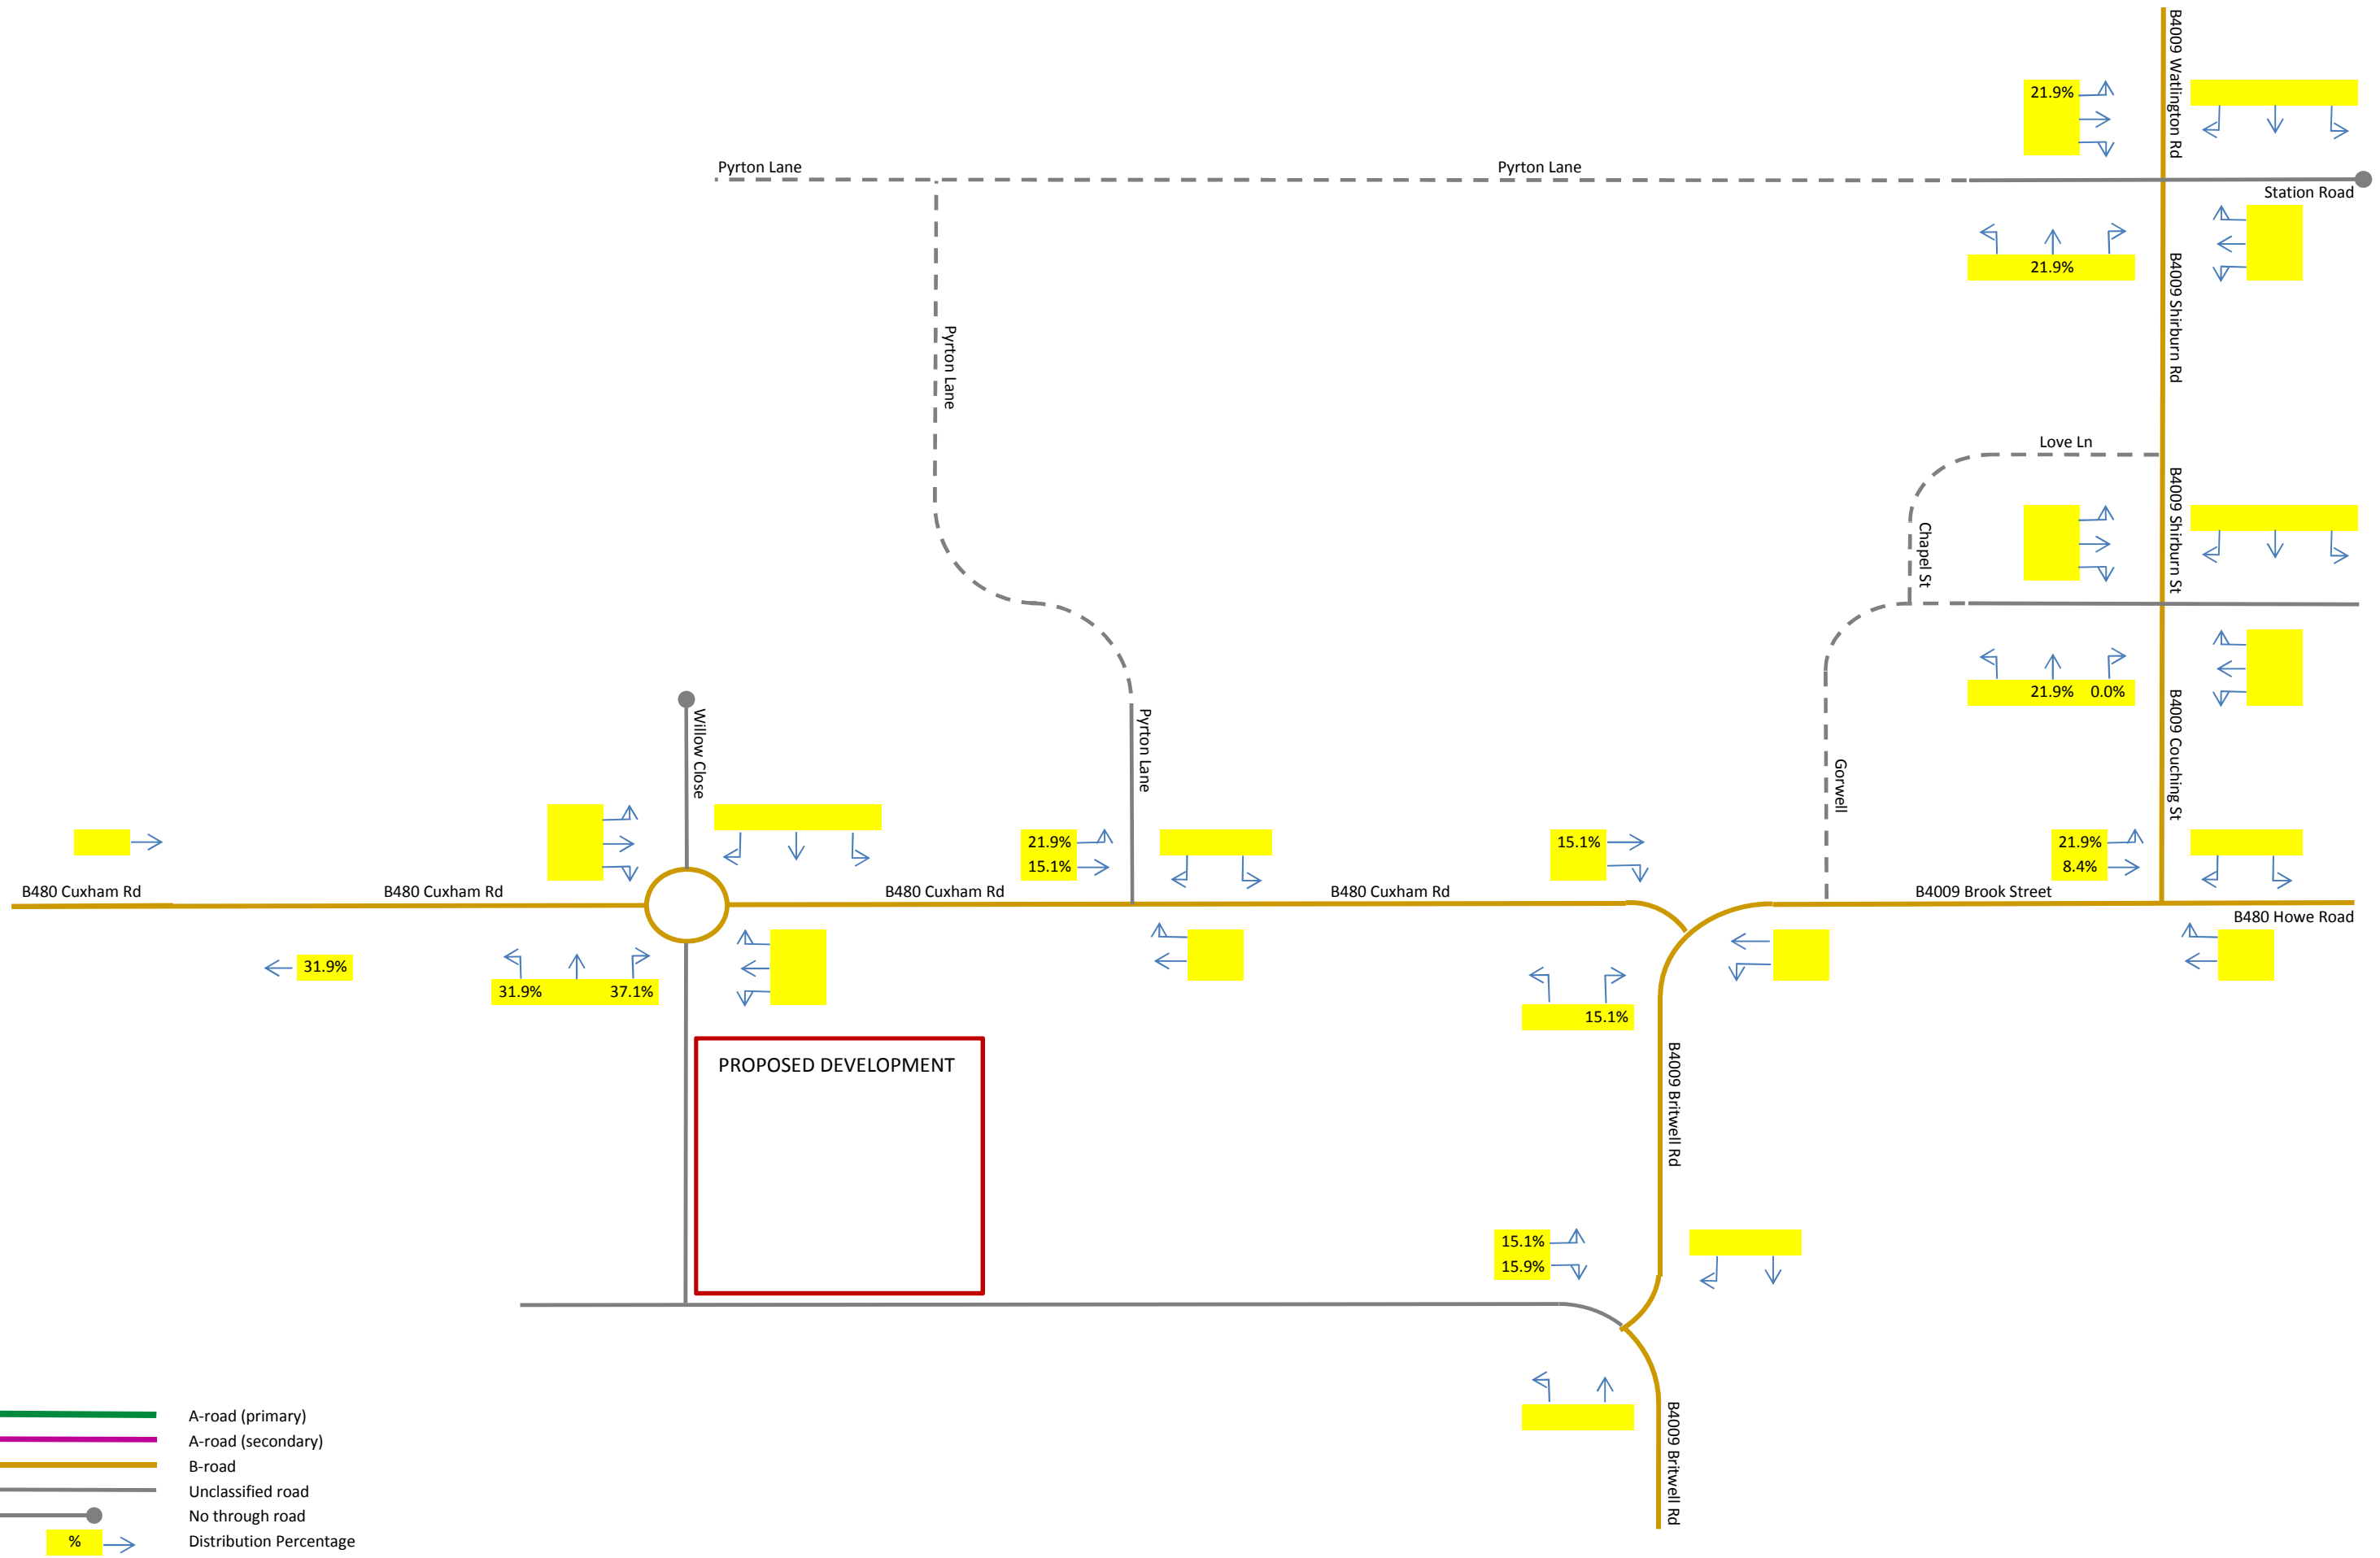 B4009 Watlington Rd
21.9%
Pyrton Lane
Pyrton Lane
Station Road
21.9%
B4009 Shirburn Rd
Pyrton Lane
Love Ln
B4009 Shirburn St
Chapel St
21.9% 0.0%
B4009 Couching St
Willow Close
Pyrton Lane
Gorwell
21.9%
15.1%
15.1%
21.9%
8.4%
B480 Cuxham Rd
B480 Cuxham Rd
B480 Cuxham Rd
B480 Cuxham Rd
B4009 Brook Street
B480 Howe Road
31.9%
31.9% 37.1%
15.1%
PROPOSED DEVELOPMENT
B4009 Britwell Rd
15.1%
15.9%
B4009 Britwell Rd
A-road (primary)
A-road (secondary)
B-road
Unclassified road
No through road
% Distribution Percentage